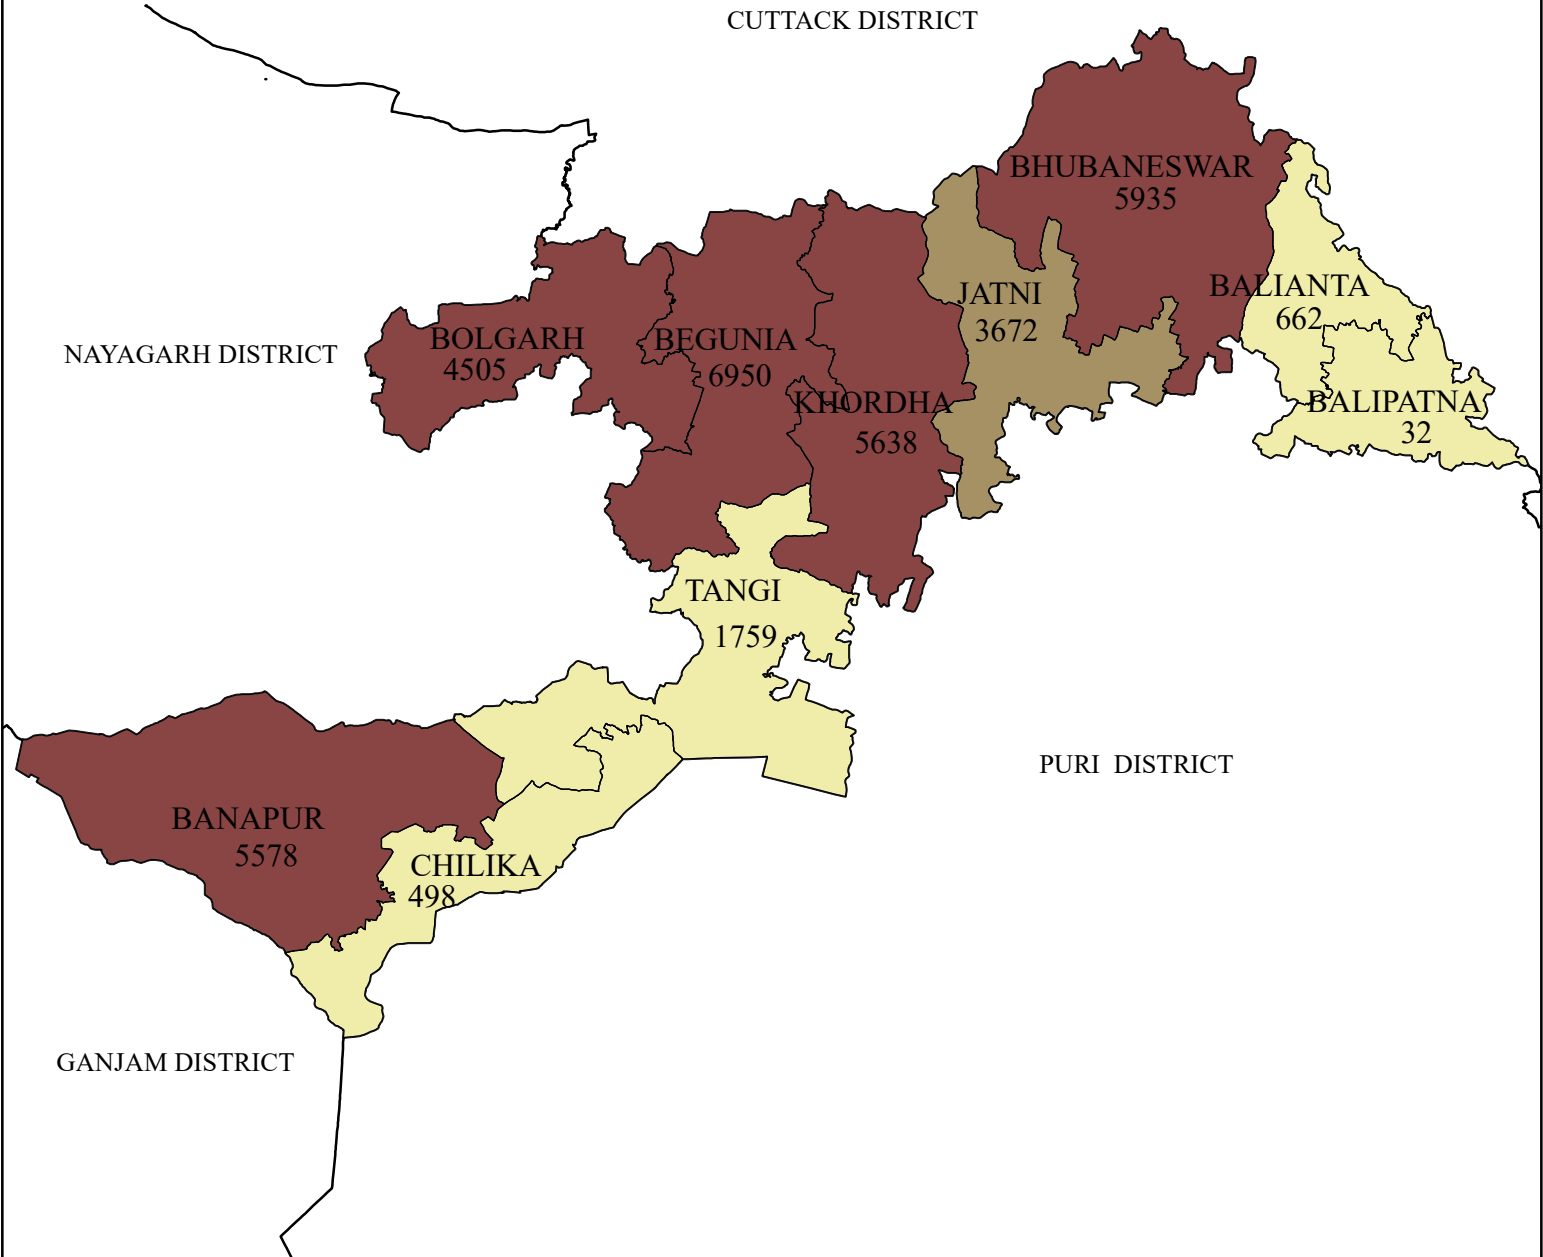 CUTTACK DISTRICT
BHUBANESWAR
5935
BALIANTA
662
JATNI
3672
NAYAGARH DISTRICT
BOLGARH
4505
BEGUNIA
6950
KHORDHA
5638
BALIPATNA
32
TANGI
1759
PURI DISTRICT
BANAPUR
5578
CHILIKA
498
GANJAM DISTRICT